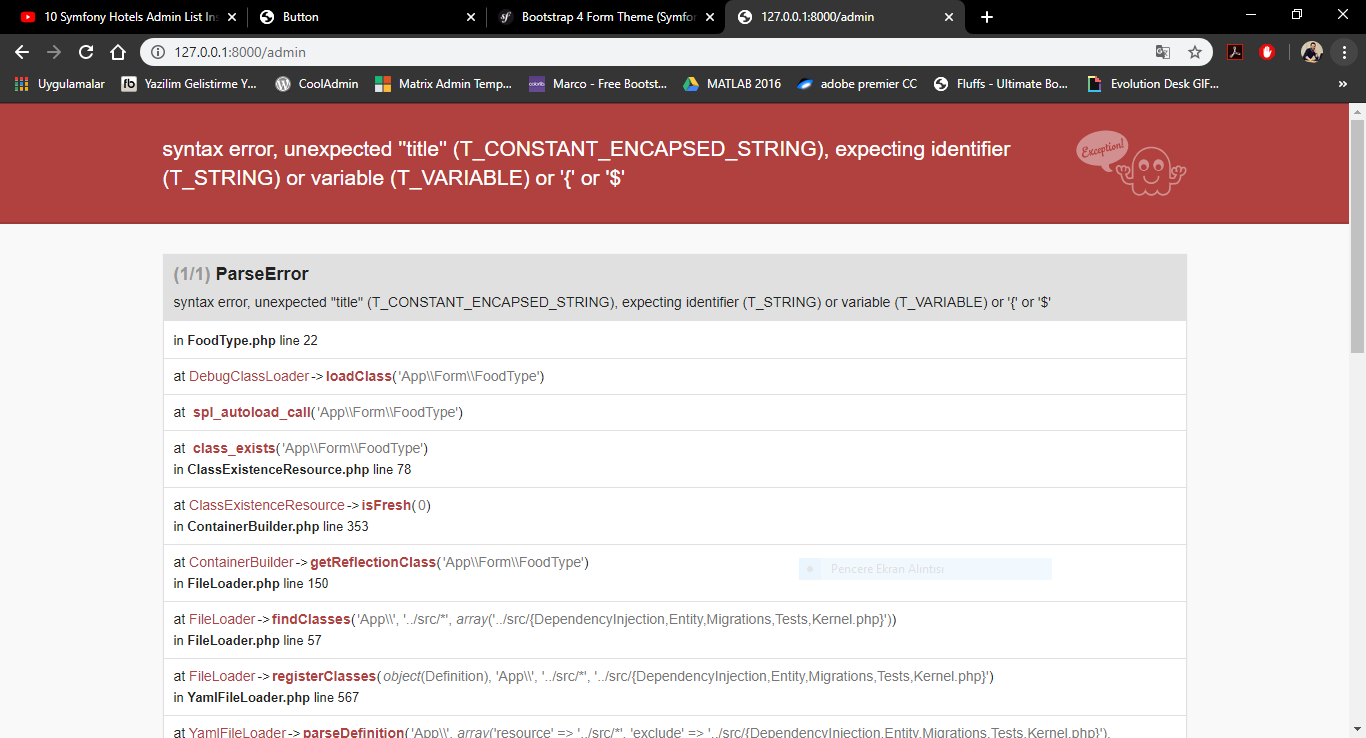 10 Symfony Hotels Admin List Ins
Button
Bootstrap 4 Form Theme (Symfon
127.0.0.1:8000/admin
127.0.0.1:8000/admin
Uygulamalar
fb
Yazilim Gelistirme Y...
CoolAdmin
Matrix Admin Temp...
colorlib
Marco - Free Bootst...
MATLAB 2016
adobe premier CC
Fluffs - Ultimate Bo...
Evolution Desk GIF...
»
syntax error, unexpected "title" (T_CONSTANT_ENCAPSED_STRING), expecting identifier
(T_STRING) or variable (T_VARIABLE) or '{' or '$'
Exception!
(1/1) ParseError
syntax error, unexpected "title" (T_CONSTANT_ENCAPSED_STRING), expecting identifier (T_STRING) or variable (T_VARIABLE) or '{' or '$'
in FoodType.php line 22
at DebugClassLoader->loadClass('App\\Form\\FoodType')
at spl_autoload_call('App\\Form\\FoodType')
at class_exists('App\\Form\\FoodType')
in ClassExistenceResource.php line 78
at ClassExistenceResource->isFresh(0)
in ContainerBuilder.php line 353
at ContainerBuilder->getReflectionClass('App\\Form\\FoodType')
in FileLoader.php line 150
Pencere Ekran Alıntısı
at FileLoader->findClasses('App\\', '../src/*', array('../src/{DependencyInjection,Entity,Migrations,Tests,Kernel.php}'))
in FileLoader.php line 57
at FileLoader->registerClasses(object(Definition), 'App\\', '../src/*', '../src/{DependencyInjection,Entity,Migrations,Tests,Kernel.php}')
in YamlFileLoader.php line 567
at YamlFileLoader->parseDefinition('App\\', array('resource' => '../src/*', 'exclude' => '../src/{DependencyInjection,Entity,Migrations,Tests,Kernel.php}'),